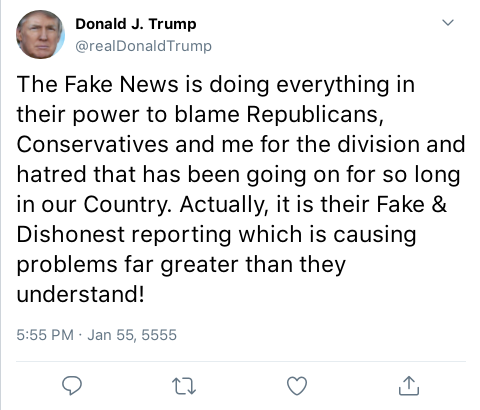 Donald J. Trump
@realDonaldTrump
The Fake News is doing everything in
their power to blame Republicans,
Conservatives and me for the division and
hatred that has been going on for so long
in our Country. Actually, it is their Fake &
Dishonest reporting which is causing
problems far greater than they
understand!
5:55 PM · Jan 55, 5555